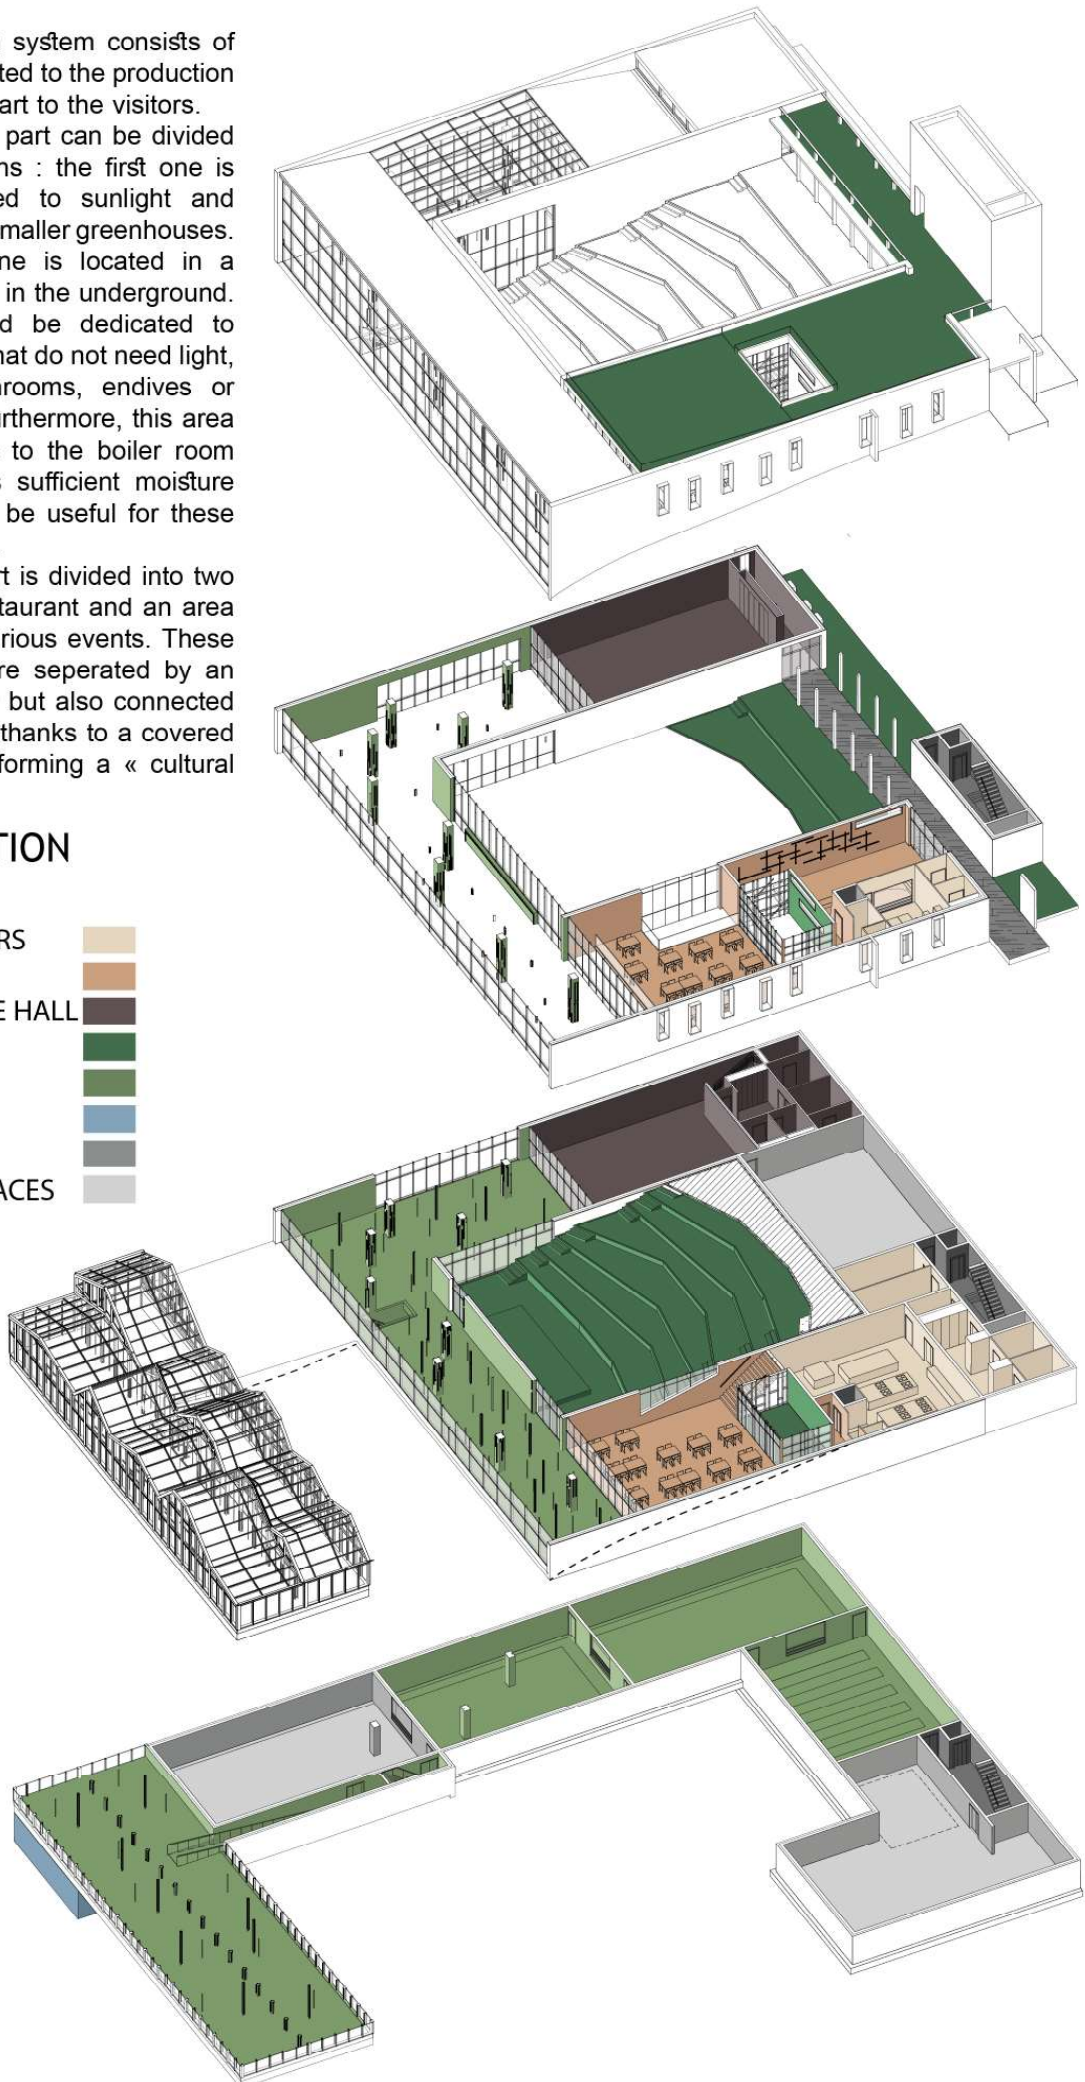 system consists of
ted to the production
art to the visitors.
part can be divided
ns : the first one is
ed to sunlight and
maller greenhouses.
ne is located in a
in the underground.
d be dedicated to
hat do not need light,
rooms, endives or
urthermore, this area
to the boiler room
s sufficient moisture
be useful for these
rt is divided into two
taurant and an area
rious events. These
re seperated by an
but also connected
thanks to a covered
forming a « cultural
TION
RS
E HALL
ACES